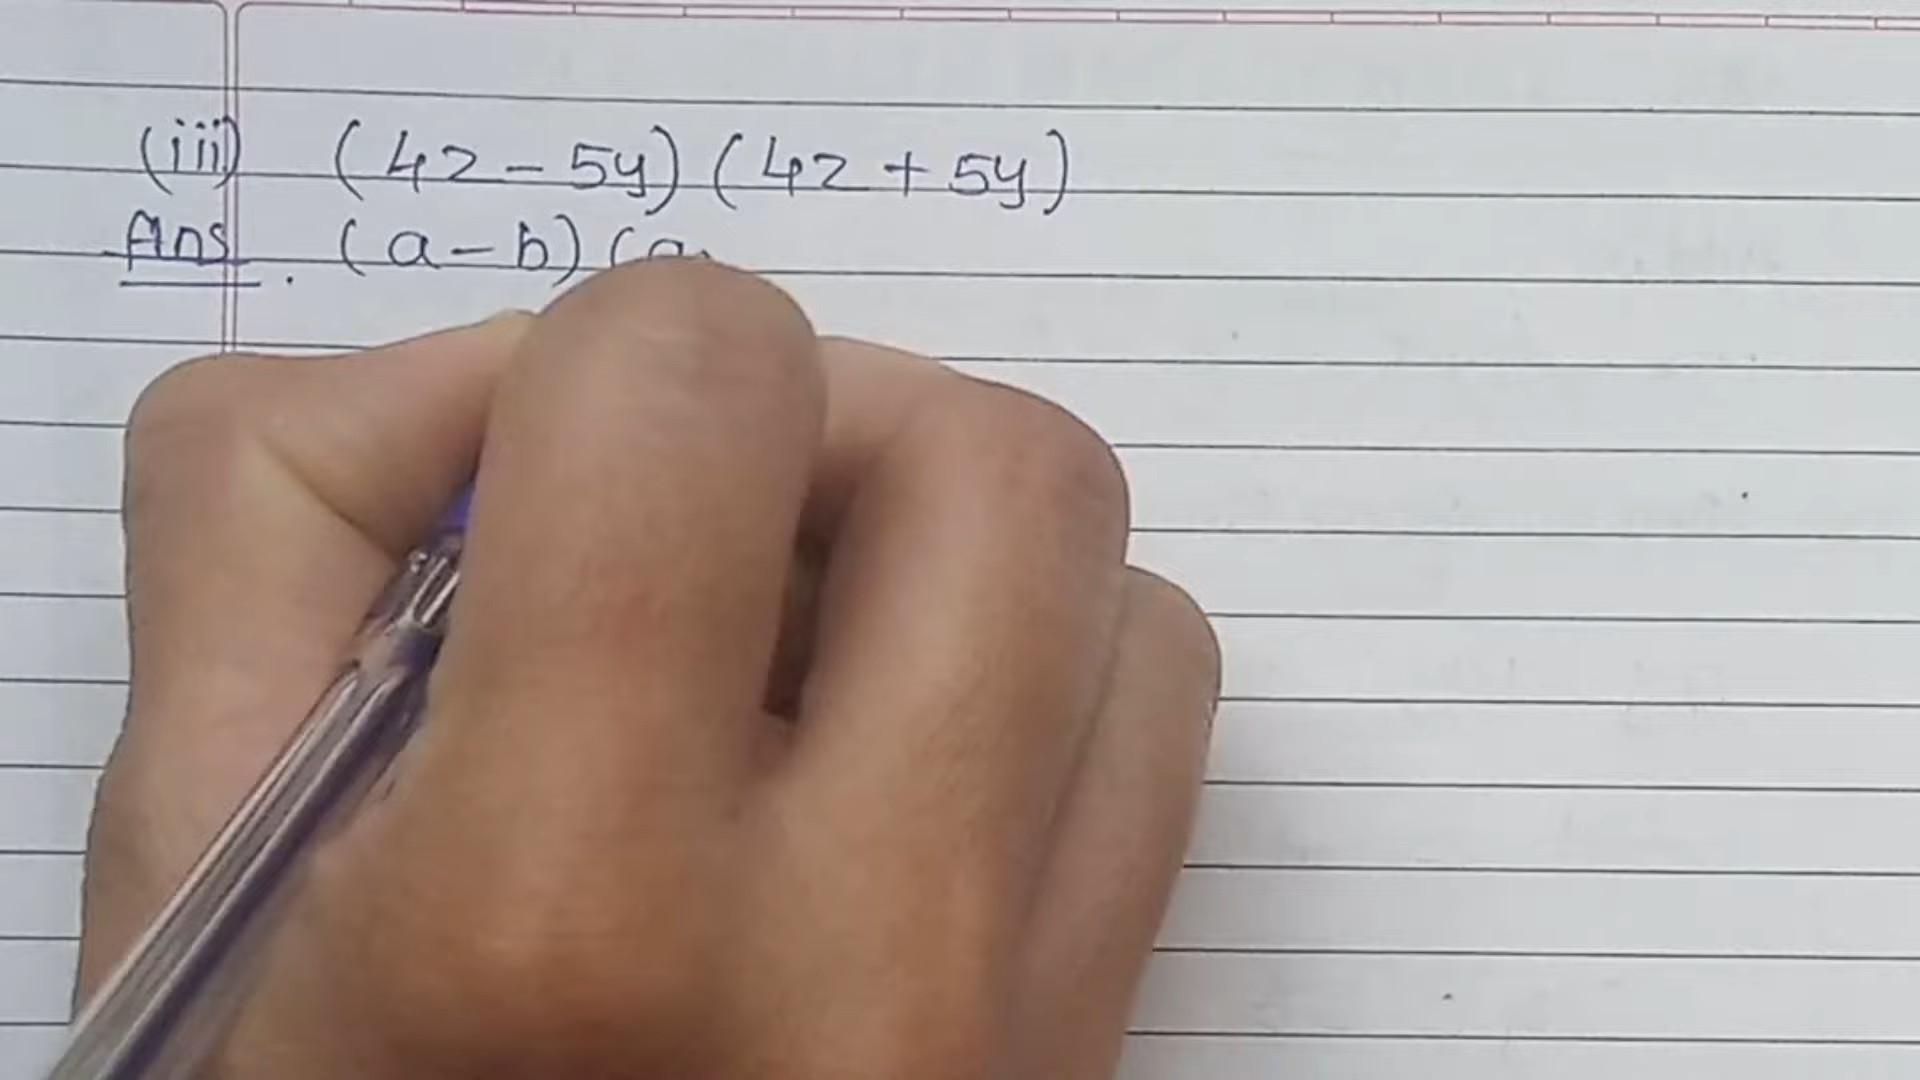 (iii) (4z - 5y) (4z + 5y)
Ans. (a - b) (a